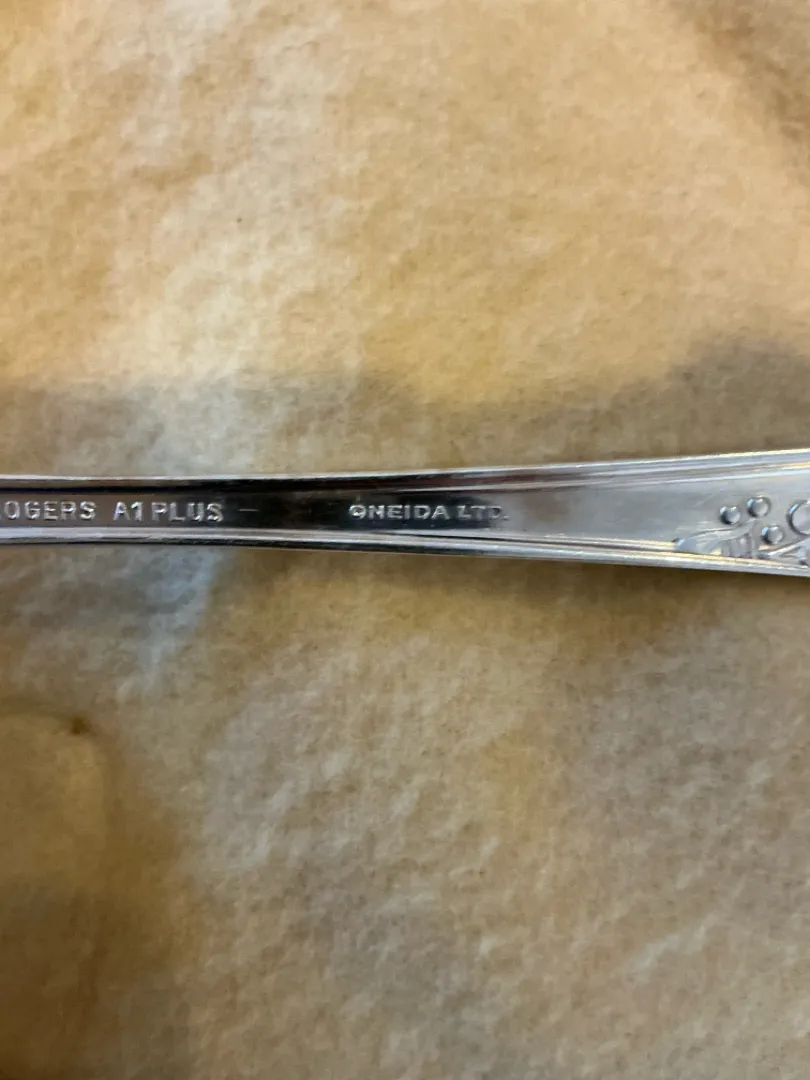 OGERS A1 PLUS – ONEIDA LTD.